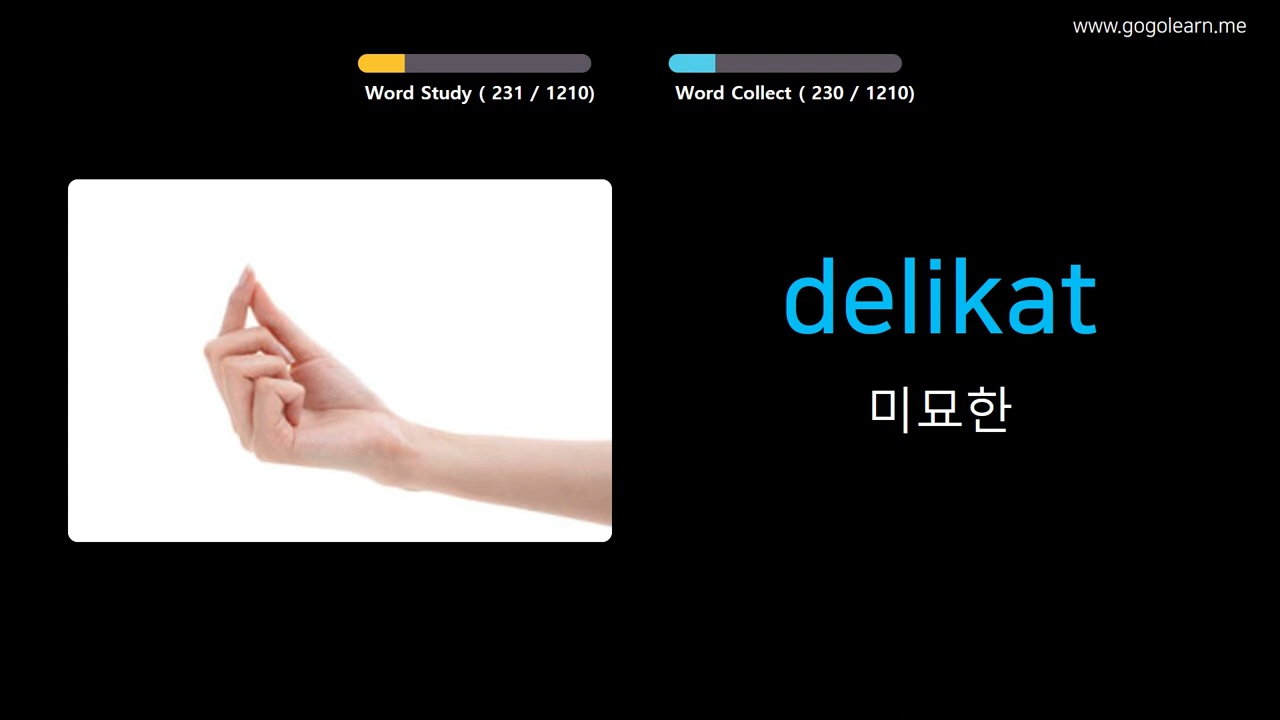 www.gogolearn.me
Word Study ( 231 / 1210)
Word Collect ( 230 / 1210)
delikat
미묘한